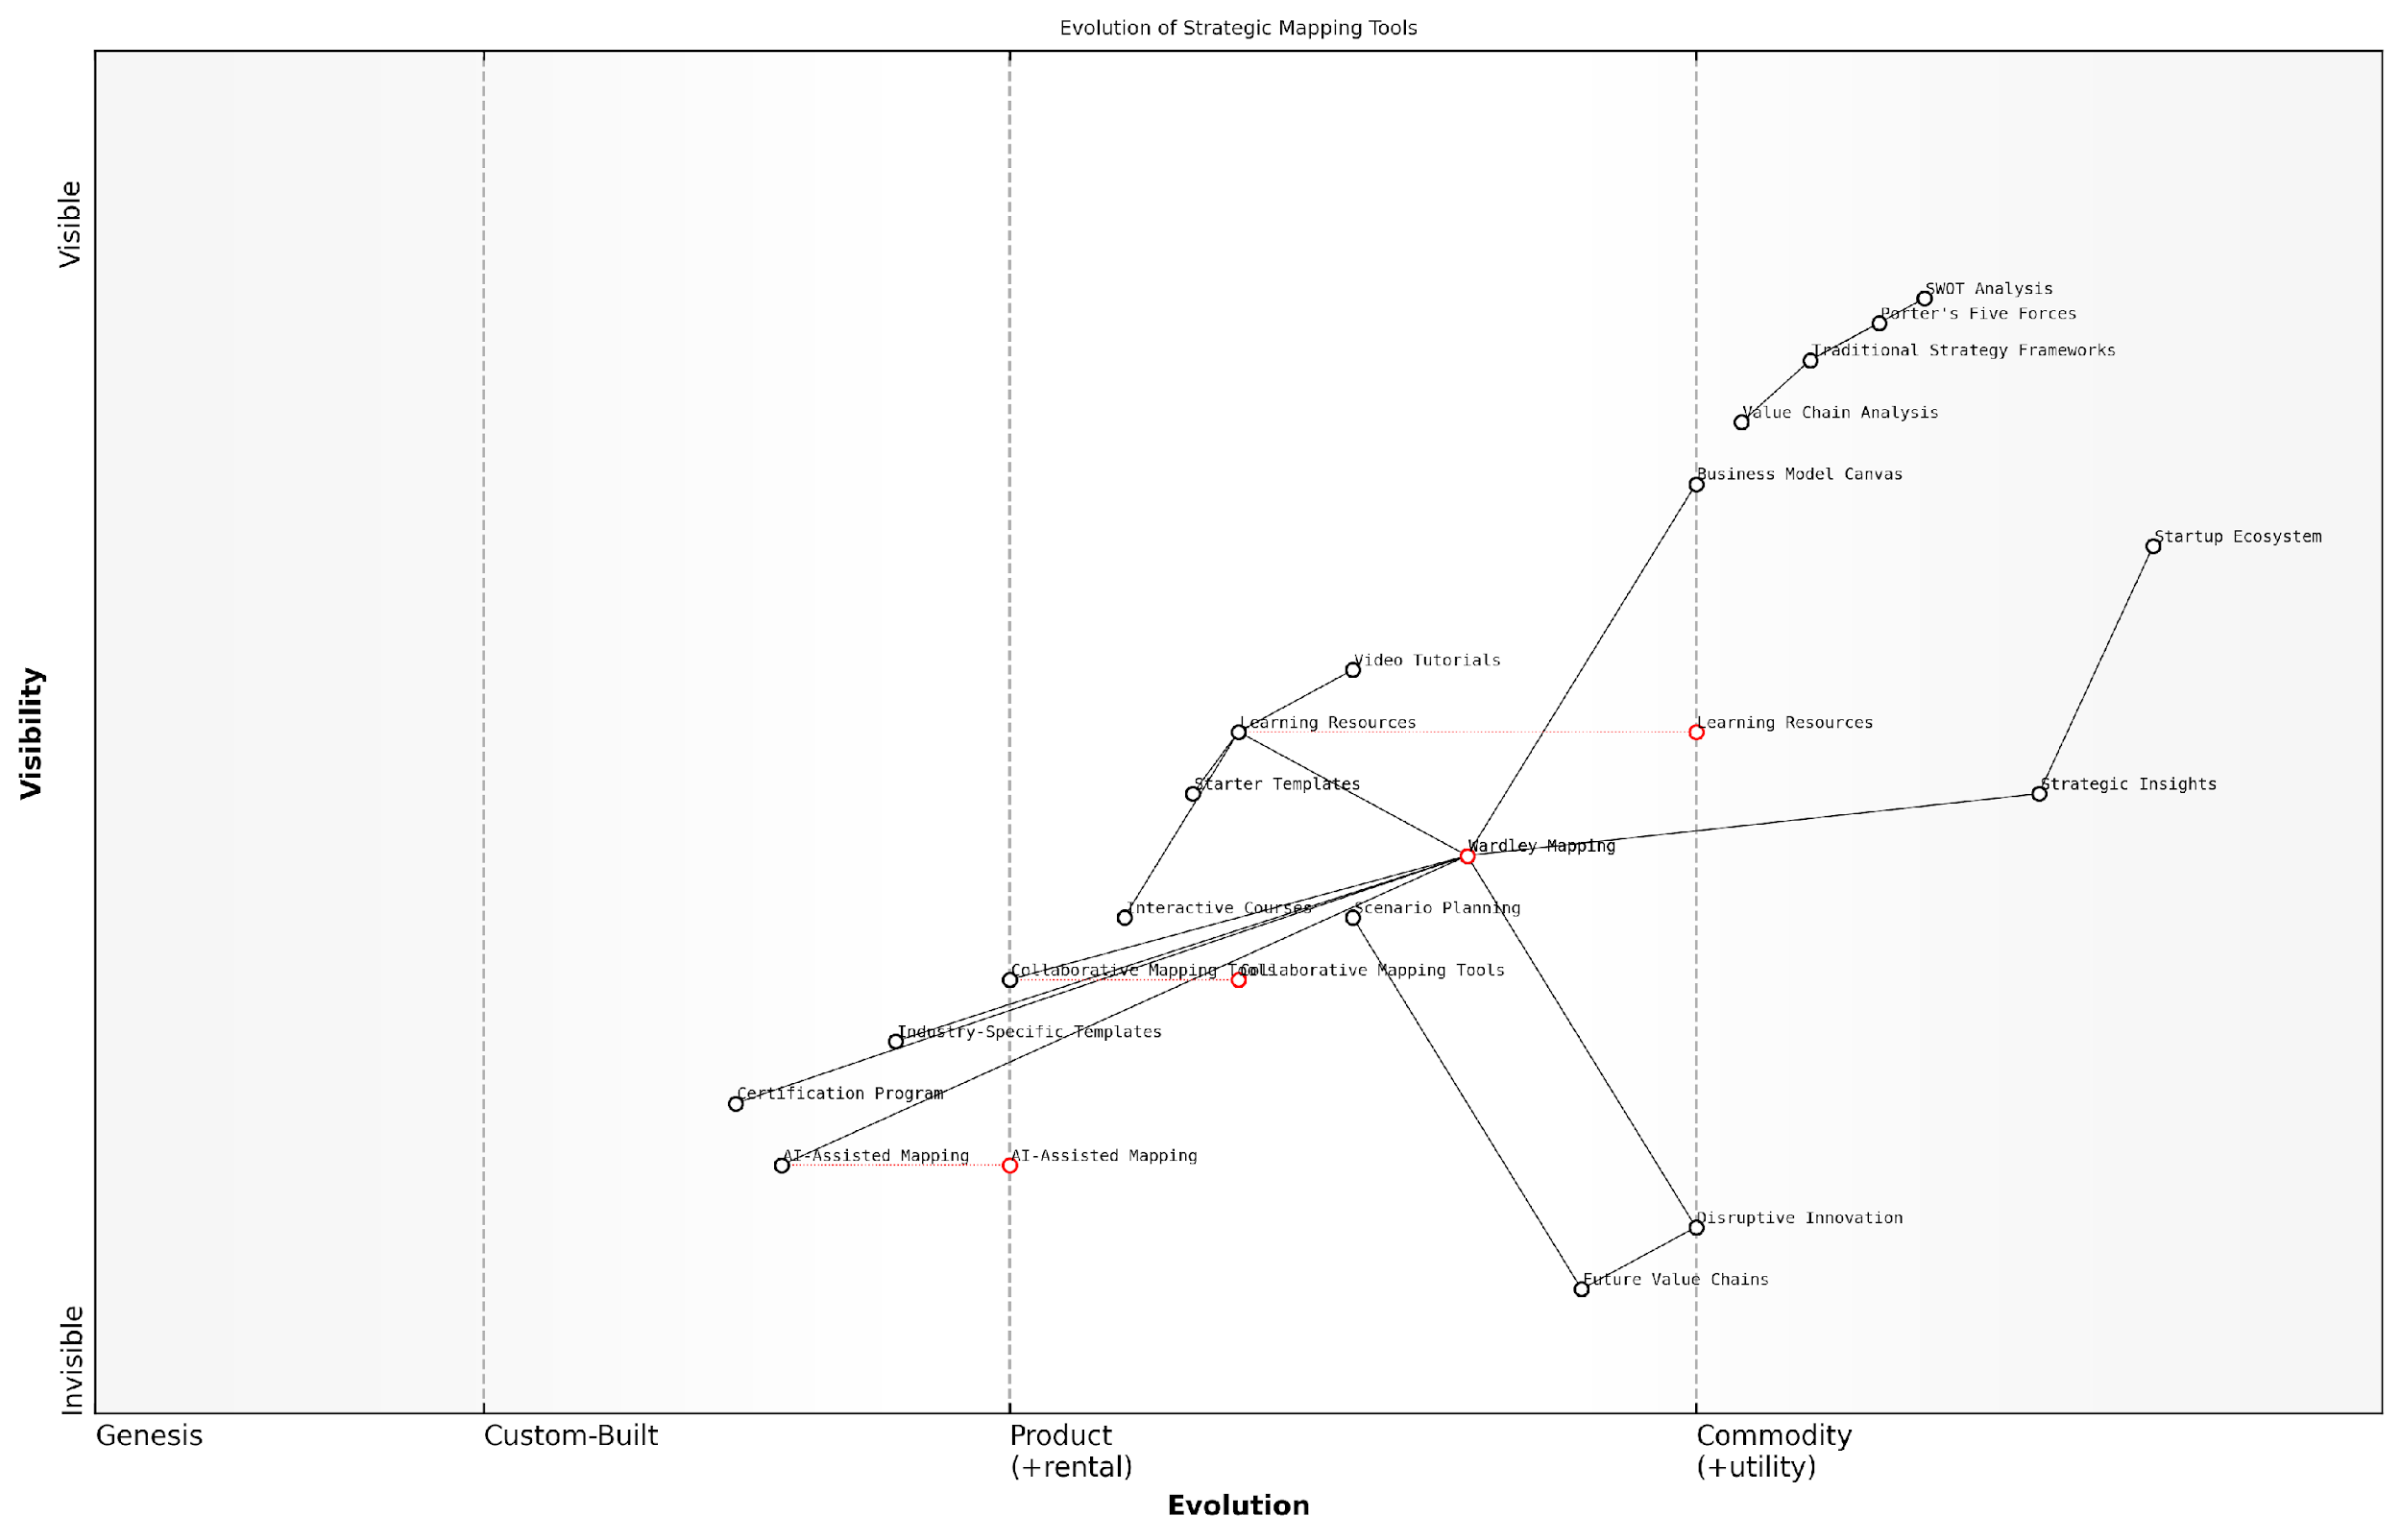 Evolution of Strategic Mapping Tools
Visible
SWOT Analysis
Porter's Five Forces
Traditional Strategy Frameworks
Value Chain Analysis
Business Model Canvas
Startup Ecosystem
Video Tutorials
Learning Resources
Learning Resources
Starter Templates
Strategic Insights
Visibility
Wardley Mapping
Interactive Courses
Scenario Planning
Collaborative Mapping Tools
Collaborative Mapping Tools
Industry-Specific Templates
Certification Program
AI-Assisted Mapping
AI-Assisted Mapping
Disruptive Innovation
Future Value Chains
Invisible
Genesis
Custom-Built
Product
(+rental)
Commodity
(+utility)
Evolution